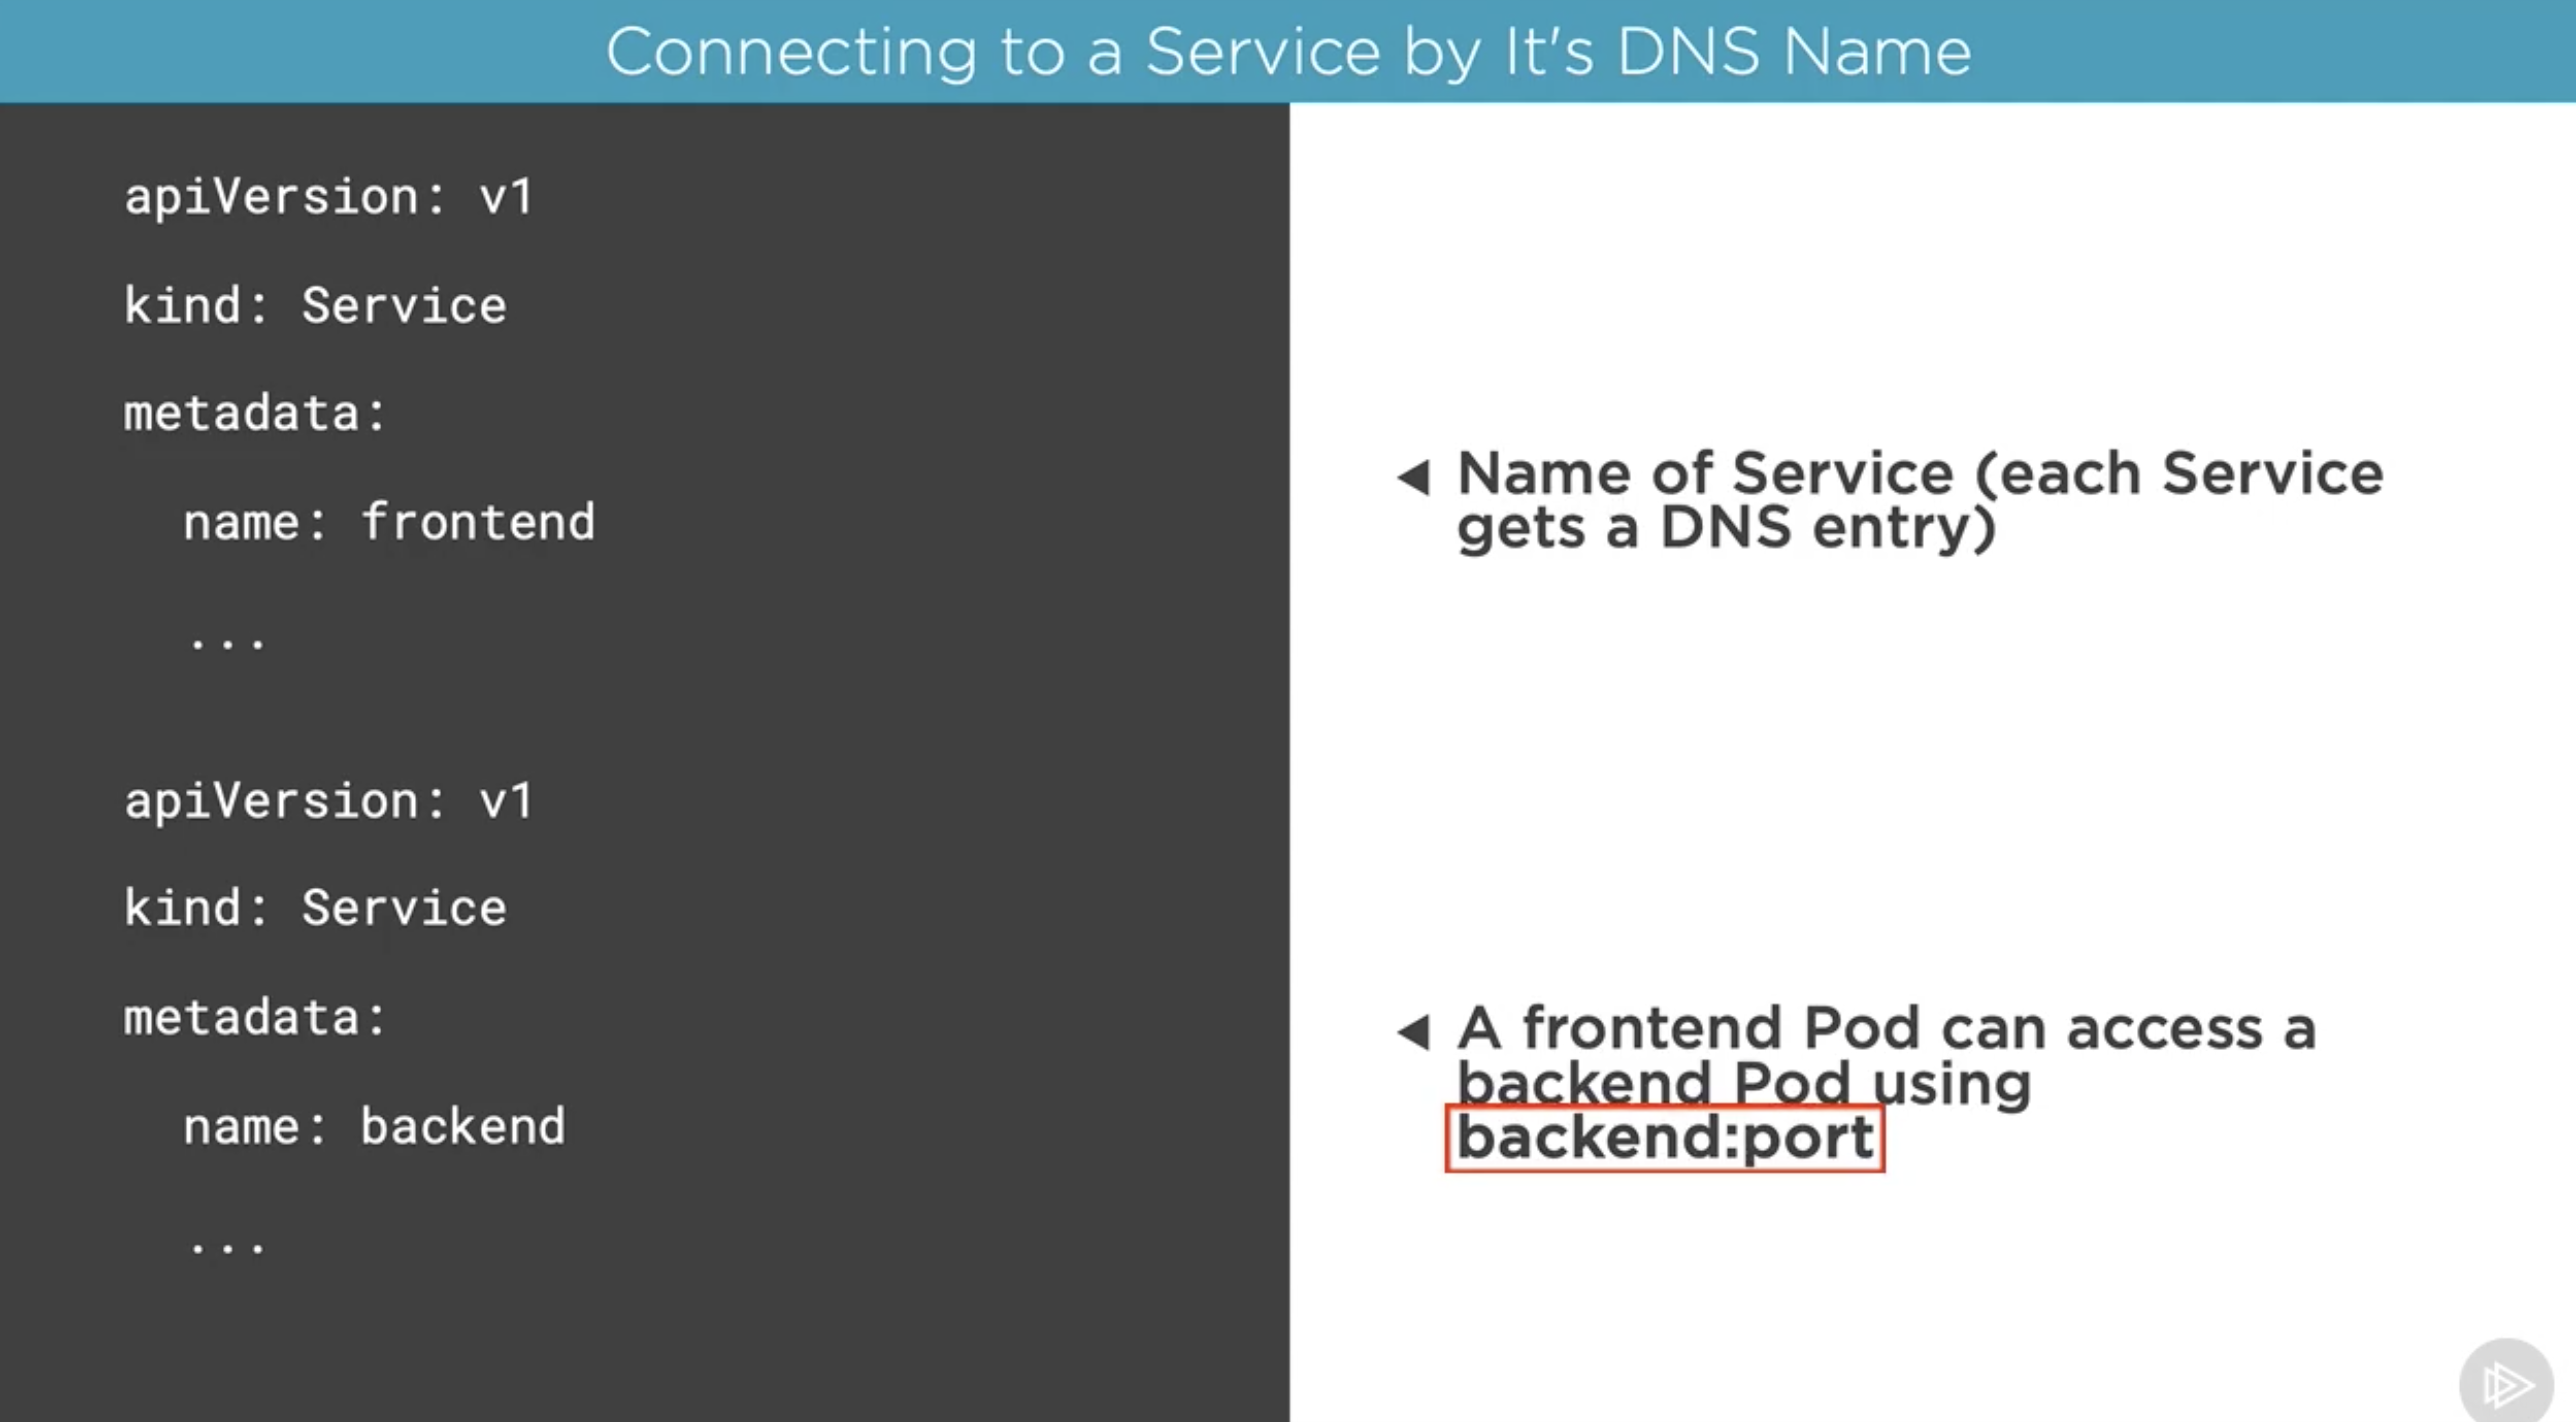 Connecting to a Service by It's DNS Name
apiVersion: v1
kind: Service
metadata:
name: frontend
...
Name of Service (each Service
gets a DNS entry)
apiVersion: v1
kind: Service
metadata:
name: backend
...
A frontend Pod can access a
backend Pod using
backend:port